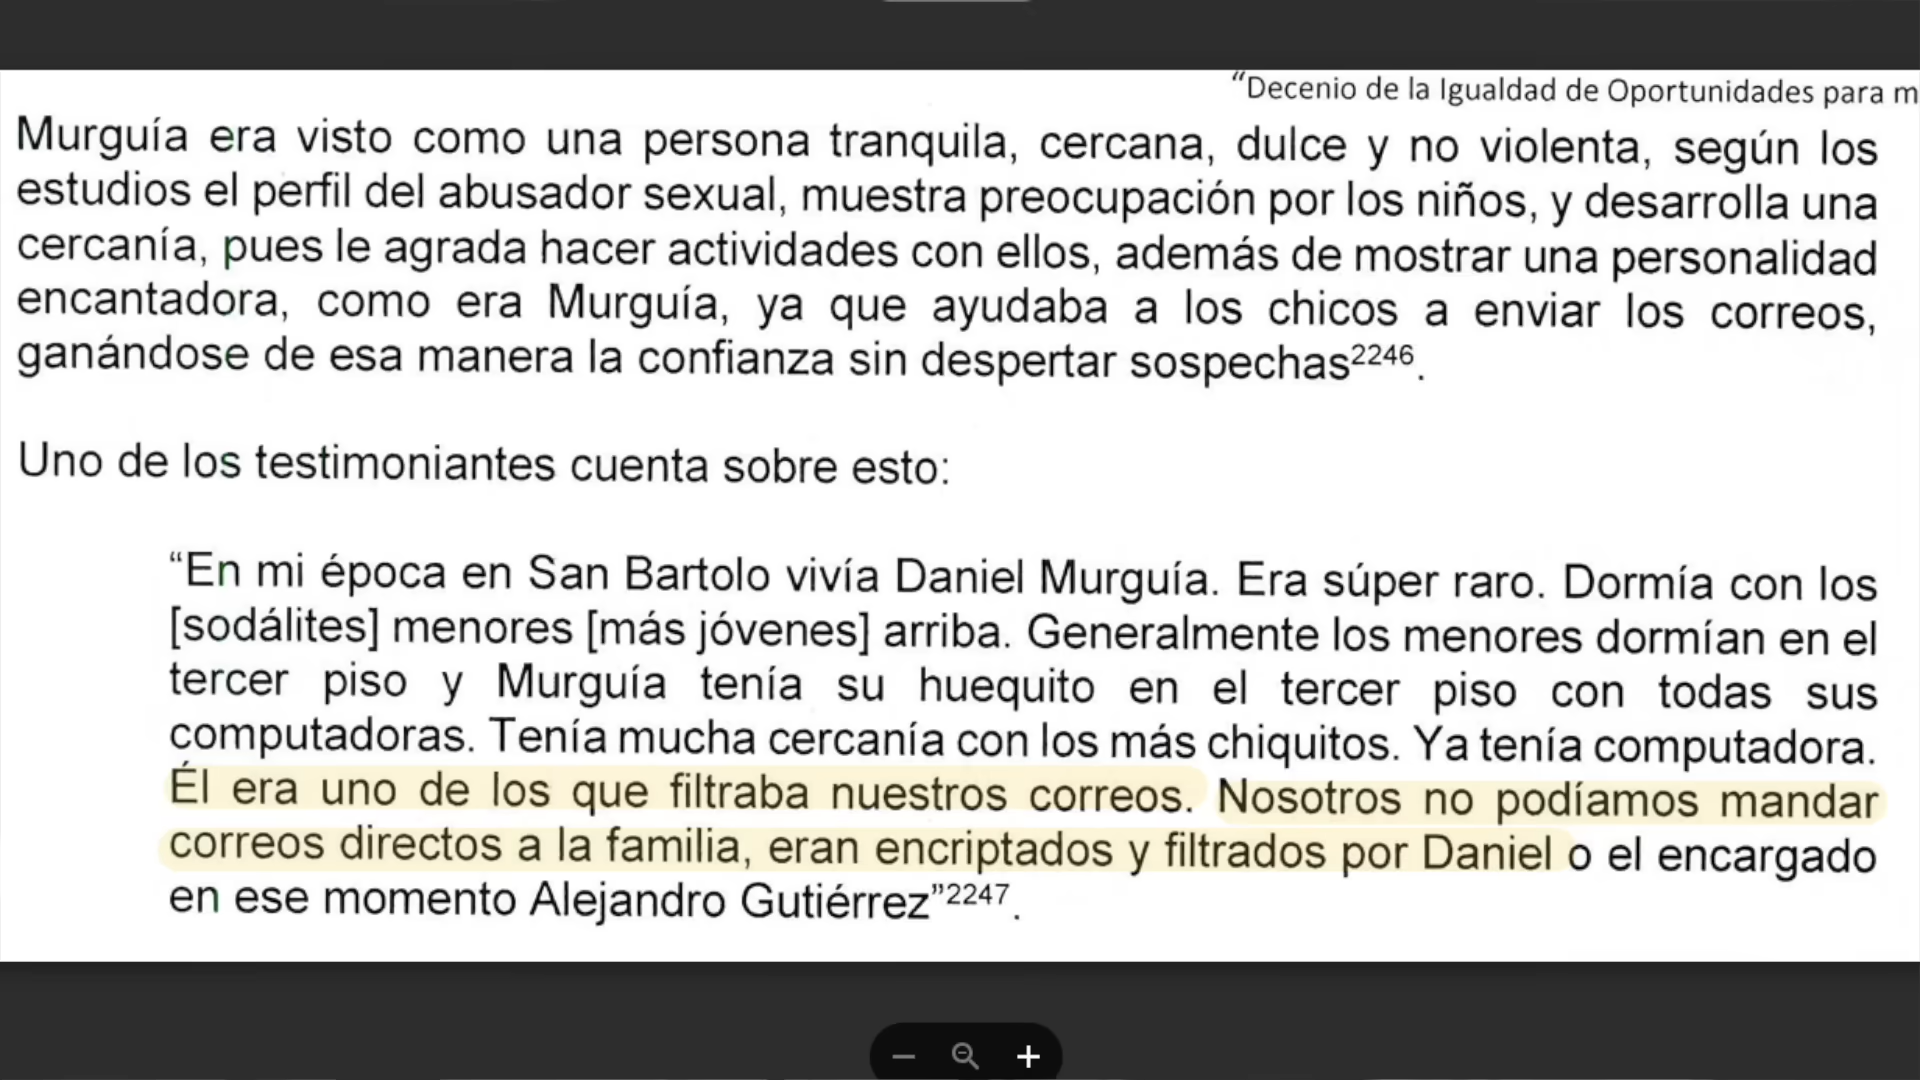 “Decenio de la Igualdad de Oportunidades para m
Murguía era visto como una persona tranquila, cercana, dulce y no violenta, según los
estudios el perfil del abusador sexual, muestra preocupación por los niños, y desarrolla una
cercanía, pues le agrada hacer actividades con ellos, además de mostrar una personalidad
encantadora, como era Murguía, ya que ayudaba a los chicos a enviar los correos,
ganándose de esa manera la confianza sin despertar sospechas2246.
Uno de los testimoniantes cuenta sobre esto:
“En mi época en San Bartolo vivía Daniel Murguía. Era súper raro. Dormía con los
[sodálites] menores [más jóvenes] arriba. Generalmente los menores dormían en el
tercer piso y Murguía tenía su huequito en el tercer piso con todas sus
computadoras. Tenía mucha cercanía con los más chiquitos. Ya tenía computadora.
Él era uno de los que filtraba nuestros correos. Nosotros no podíamos mandar
correos directos a la familia, eran encriptados y filtrados por Daniel o el encargado
en ese momento Alejandro Gutiérrez”2247.